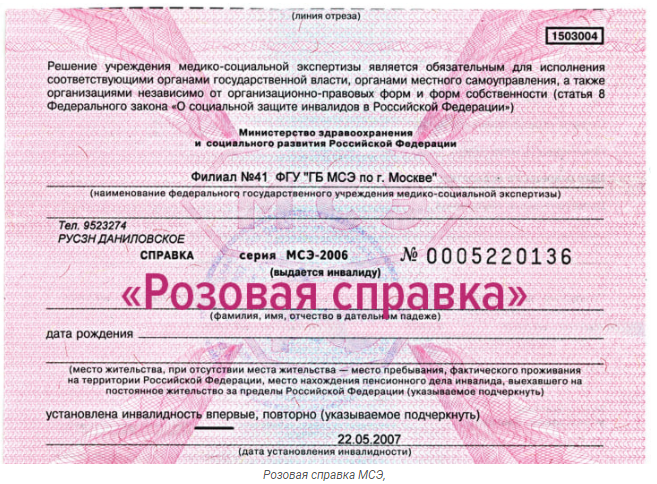 (линия отреза)
1503004
Решение учреждения медико-социальной экспертизы является обязательным для исполнения
соответствующими органами государственной власти, органами местного самоуправления, а также
организациями независимо от организационно-правовых форм и форм собственности (статья 8
Федерального закона «О социальной защите инвалидов в Российской Федерации»)
Министерство здравоохранения
и социального развития Российской Федерации
Филиал №41 ФГУ "ГБ МСЭ по г. Москве"
(наименование федерального государственного учреждения медико-социальной экспертизы)
МСЭ
Тел. 9523274
РУСЗН ДАНИЛОВСКОЕ
СПРАВКА серия МСЭ-2006 № 0005220136
(выдается инвалиду)
«Розовая справка»
(фамилия, имя, отчество в дательном падеже)
дата рождения
(место жительства, при отсутствии места жительства — место пребывания, фактического проживания
на территории Российской Федерации, место нахождения пенсионного дела инвалида, выехавшего на
постоянное жительство за пределы Российской Федерации (указываемое подчеркнуть)
установлена инвалидность впервые, повторно (указываемое подчеркнуть)
22.05.2007
(дата установления инвалидности)
Розовая справка МСЭ,